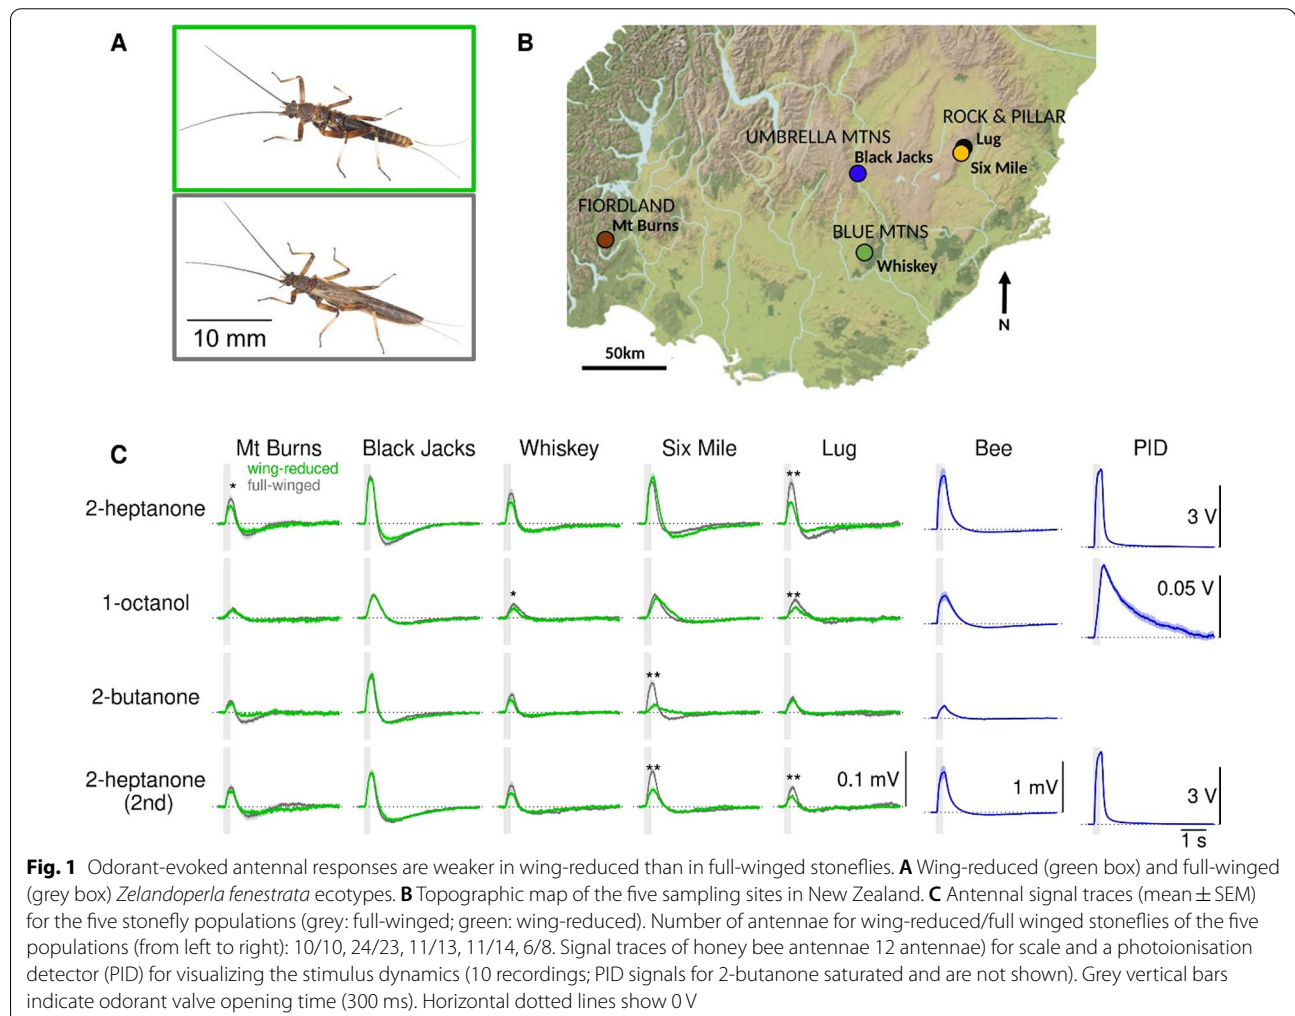 A
B
10 mm
UMBRELLA MTNS
Black Jacks
ROCK & PILLAR
Lug
Six Mile
FIORDLAND
Mt Burns
BLUE MTNS
Whiskey
N
50km
C
Mt Burns
Black Jacks
Whiskey
Six Mile
Lug
Bee
PID
wing-reduced
full-winged
2-heptanone
*
**
3 V
1-octanol
*
**
0.05 V
2-butanone
**
2-heptanone
(2nd)
**
**
0.1 mV
1 mV
3 V
1 s
Fig. 1 Odorant-evoked antennal responses are weaker in wing-reduced than in full-winged stoneflies. A Wing-reduced (green box) and full-winged
(grey box) Zelandoperla fenestrata ecotypes. B Topographic map of the five sampling sites in New Zealand. C Antennal signal traces (mean ± SEM)
for the five stonefly populations (grey: full-winged; green: wing-reduced). Number of antennae for wing-reduced/full winged stoneflies of the five
populations (from left to right): 10/10, 24/23, 11/13, 11/14, 6/8. Signal traces of honey bee antennae 12 antennae) for scale and a photoionisation
detector (PID) for visualizing the stimulus dynamics (10 recordings; PID signals for 2-butanone saturated and are not shown). Grey vertical bars
indicate odorant valve opening time (300 ms). Horizontal dotted lines show 0 V